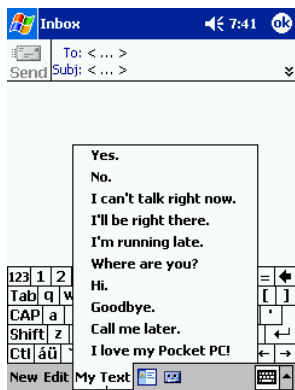 Inbox 7:41 ok
To: < ... >
Send Subj: < ... >
Yes.
No.
I can't talk right now.
I'll be right there.
I'm running late.
Where are you?
Hi.
Goodbye.
Call me later.
I love my Pocket PC!
123 1 2 =
Tab q w [ ]
CAP a '
Shift z
Ctl áü `
New Edit My Text